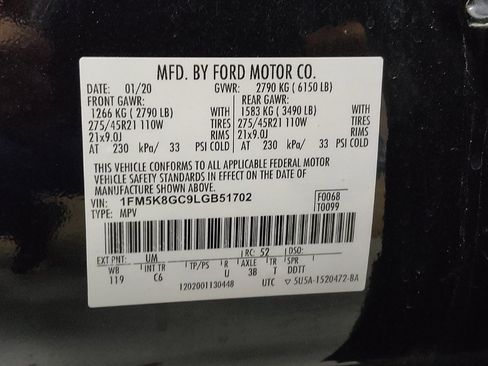 MFD. BY FORD MOTOR CO.
DATE: 01/20 GVWR: 2790 KG ( 6150 LB)
FRONT GAWR: REAR GAWR:
1266 KG ( 2790 LB) WITH 1583 KG ( 3490 LB) WITH
275/45R21 110W TIRES 275/45R21 110W TIRES
21x9.0J RIMS 21x9.0J RIMS
AT 230 kPa/ 33 PSI COLD AT 230 kPa/ 33 PSI COLD
THIS VEHICLE CONFORMS TO ALL APPLICABLE FEDERAL MOTOR
VEHICLE SAFETY STANDARDS IN EFFECT ON THE DATE OF
MANUFACTURE SHOWN ABOVE.
VIN: 1FM5K8GC9LGB51702 F0068
TYPE: MPV T0099
EXT PNT: UM RC: 52 DSO:
WB INT TR TP/PS R AXLE TR SPR
119 C6 U 3B T DDTT
1202001130448 UTC ▽ 5U5A-1520472-BA